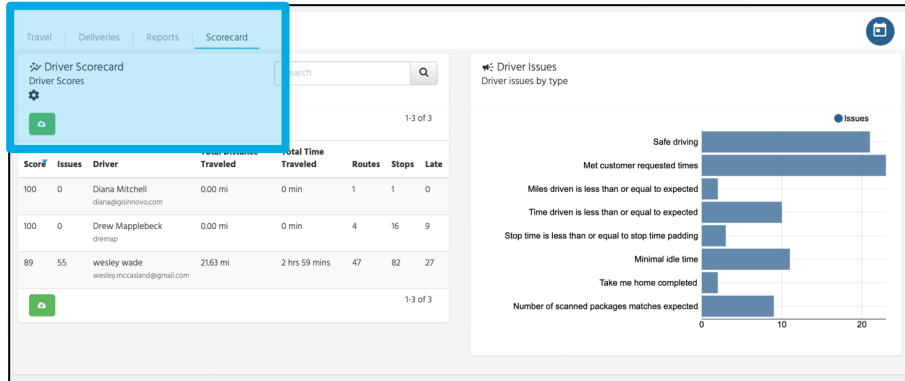 Travel Deliveries Reports Scorecard
Driver Scorecard
Driver Scores
Search
1-3 of 3
Score Issues Driver Total Distance Traveled Total Time Traveled Routes Stops Late
100 0 Diana Mitchell 0.00 mi 0 min 1 1 0
diana@goinnovo.com
100 0 Drew Mapplebeck 0.00 mi 0 min 4 16 9
dremap
89 55 wesley wade 21.63 mi 2 hrs 59 mins 47 82 27
wesley.mccasland@gmail.com
1-3 of 3
Driver Issues
Driver issues by type
Issues
Safe driving
Met customer requested times
Miles driven is less than or equal to expected
Time driven is less than or equal to expected
Stop time is less than or equal to stop time padding
Minimal idle time
Take me home completed
Number of scanned packages matches expected
0 10 20